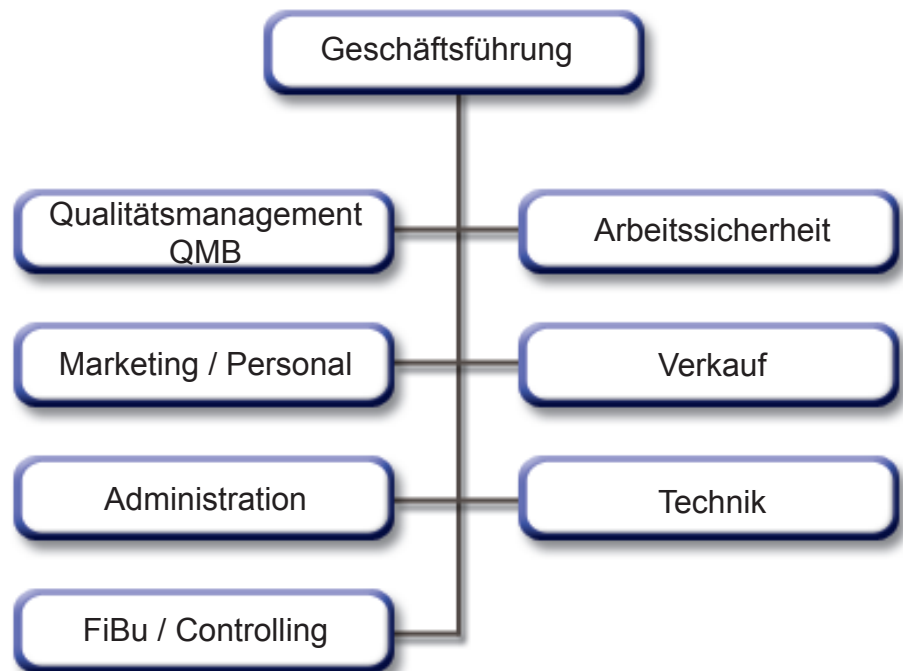 Geschäftsführung
Qualitätsmanagement
QMB
Arbeitssicherheit
Marketing / Personal
Verkauf
Administration
Technik
FiBu / Controlling